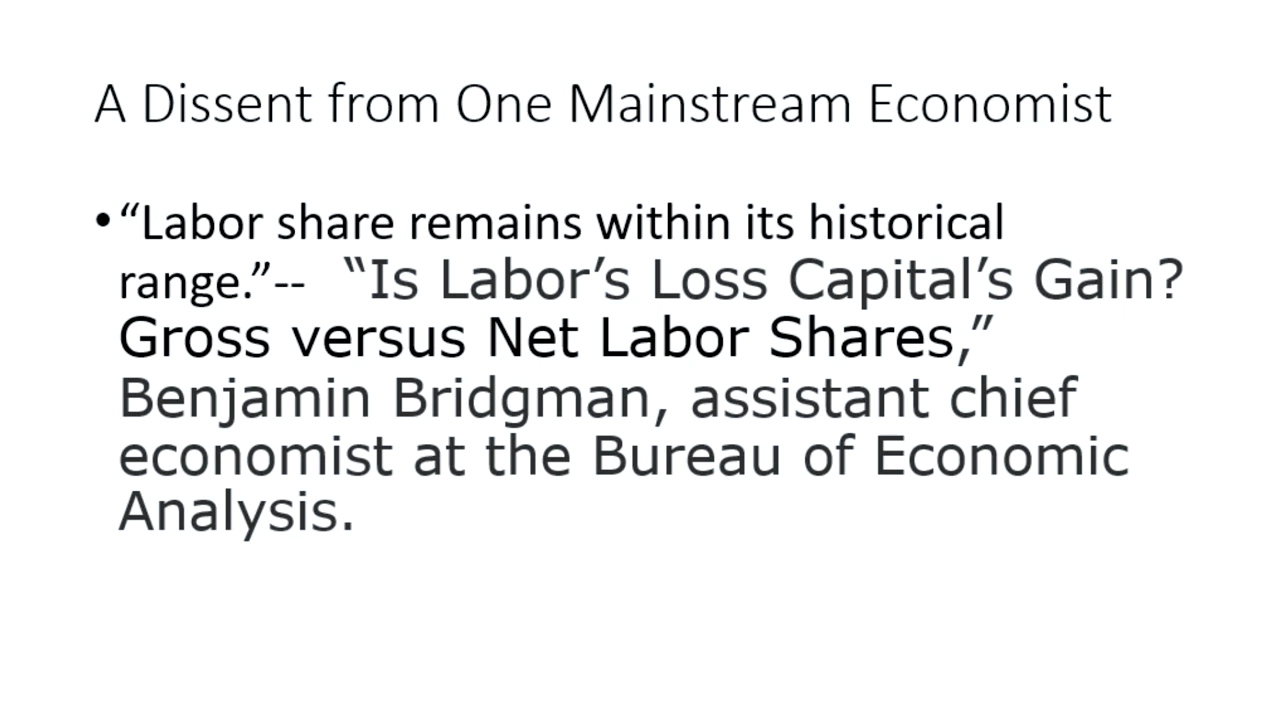 A Dissent from One Mainstream Economist
• “Labor share remains within its historical
range.”-- “Is Labor’s Loss Capital’s Gain?
Gross versus Net Labor Shares,”
Benjamin Bridgman, assistant chief
economist at the Bureau of Economic
Analysis.